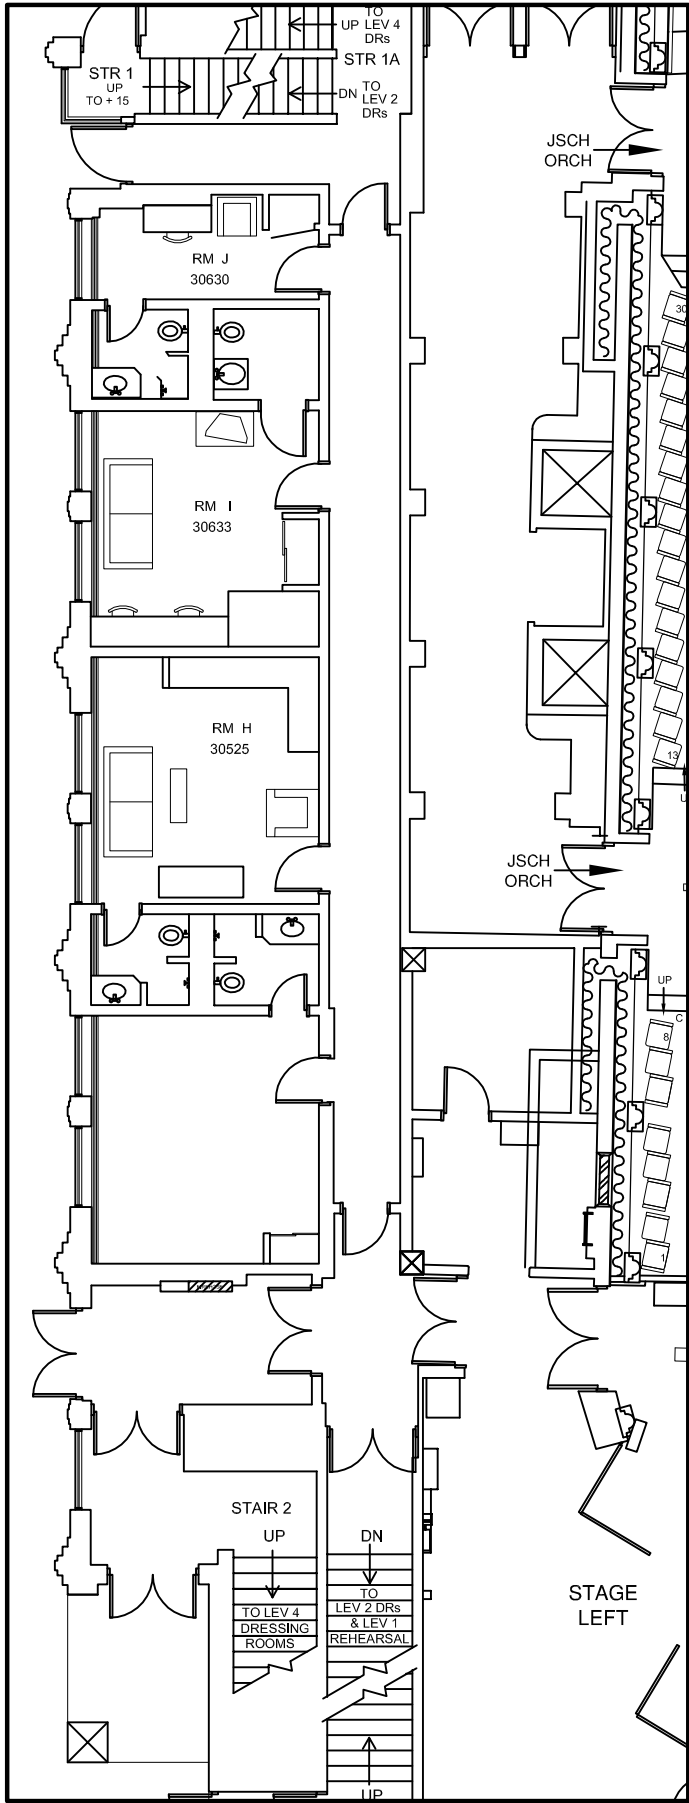 TO
UP LEV 4
DRs
STR 1
UP
TO + 15
STR 1A
TO
DN LEV 2
DRs
JSCH
ORCH
RM J
30630
30
RM I
30633
RM H
30525
13
U
JSCH
ORCH
UP
C
8
1
STAIR 2
UP
DN
TO LEV 4
DRESSING
ROOMS
TO
LEV 2 DRs
& LEV 1
REHEARSAL
STAGE
LEFT
UP